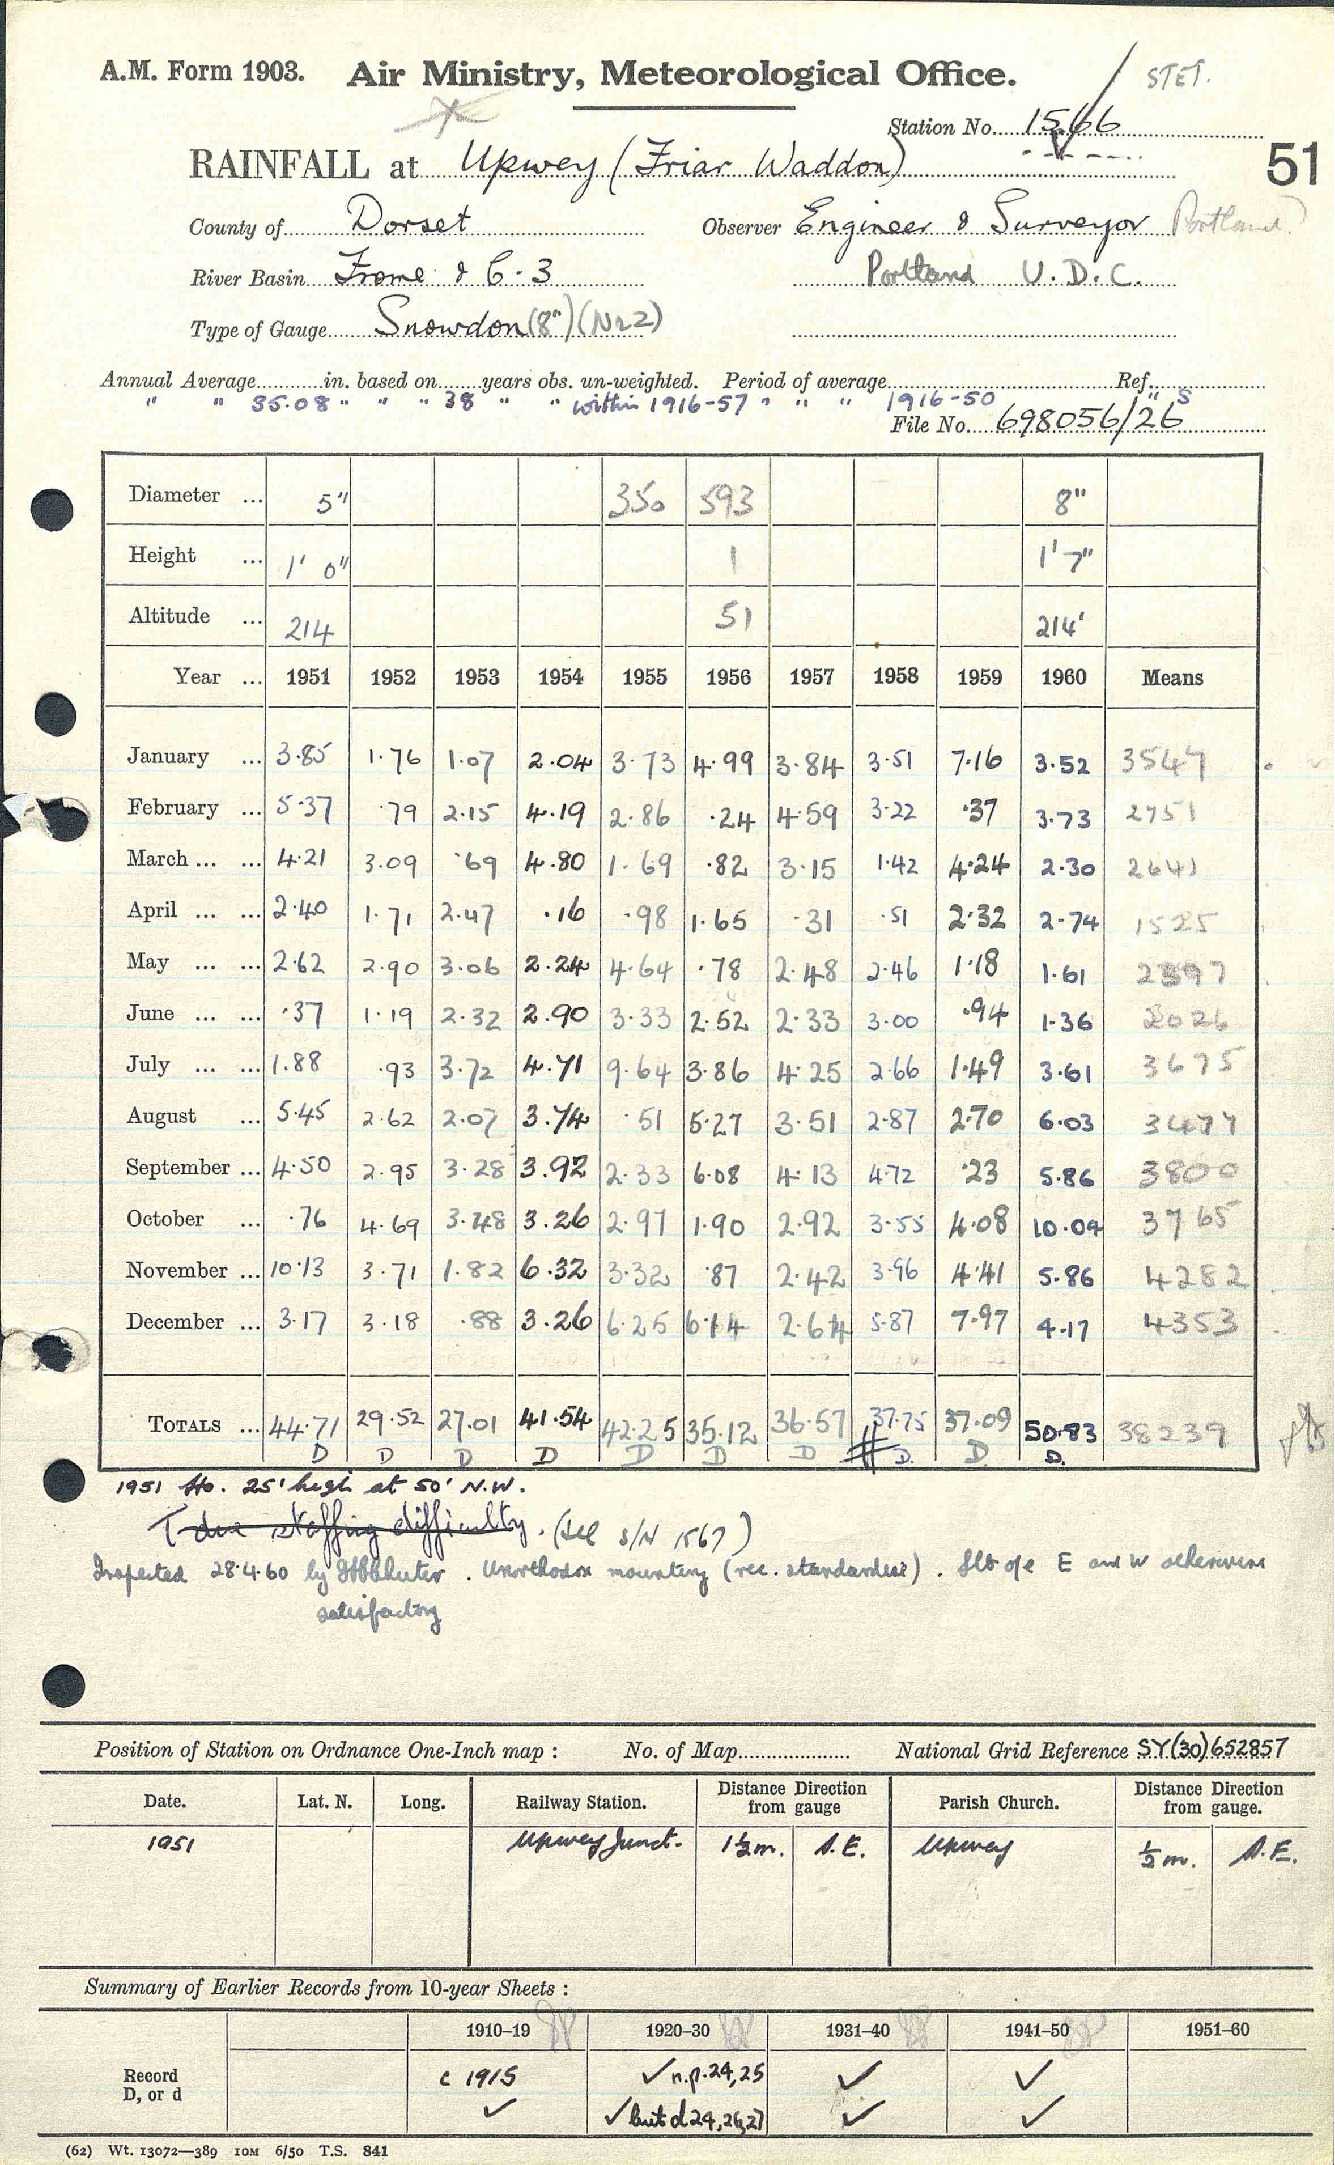 A.M. Form 1903. Air Ministry, Meteorological Office. STET.
Station No. 1566
RAINFALL at Upwey (Friar Waddon) 51
County of Dorset Observer Engineer & Surveyor Portland
River Basin Frome & C.3 Portland U.D.C.
Type of Gauge Snowdon (8") (Nr2)
Annual Average in. based on years obs. un-weighted. Period of average Ref.
" " 35.08 " " " 38 " " within 1916-57 " " " 1916-50 " S
File No. 698056/26
Diameter ... 5" 350 593 8"
Height ... 1' 0" 1 1' 7"
Altitude ... 214 51 214'
Year ... 1951 1952 1953 1954 1955 1956 1957 1958 1959 1960 Means
January ... 3.85 1.76 1.07 2.04 3.73 4.99 3.84 3.51 7.16 3.52 3547
February ... 5.37 .79 2.15 4.19 2.86 .24 4.59 3.22 .37 3.73 2751
March ... ... 4.21 3.09 .69 4.80 1.69 .82 3.15 1.42 4.24 2.30 2641
April ... ... 2.40 1.71 2.47 .16 .98 1.65 .31 .51 2.32 2.74 1525
May ... ... 2.62 2.90 3.06 2.24 4.64 .78 2.48 2.46 1.18 1.61 2397
June ... ... .37 1.19 2.32 2.90 3.33 2.52 2.33 3.00 .94 1.36 2026
July ... ... 1.88 .93 3.72 4.71 9.64 3.86 4.25 2.66 1.49 3.61 3675
August ... 5.45 2.62 2.07 3.74 .51 5.27 3.51 2.87 2.70 6.03 3477
September ... 4.50 2.95 3.28 3.92 2.33 6.08 4.13 4.72 .23 5.86 3800
October ... .76 4.69 3.48 3.26 2.97 1.90 2.92 3.55 4.08 10.04 3765
November ... 10.13 3.71 1.82 6.32 3.32 .87 2.42 3.96 4.41 5.86 4282
December ... 3.17 3.18 .88 3.26 6.25 6.14 2.64 5.87 7.97 4.17 4353
TOTALS ... 44.71 29.52 27.01 41.54 42.25 35.12 36.57 37.75 37.09 50.83 38239
D D D D D D D D. D. D.
1951 Ho. 25' high at 50' N.W.
T due staffing difficulty. (see S/N 1567)
Inspected 28.4.60 by . Unorthodox mounting (rec. standardise). E and W otherwise
satisfactory
Position of Station on Ordnance One-Inch map : No. of Map National Grid Reference SY(30)652857
Date. Lat. N. Long. Railway Station. Distance Direction from gauge Parish Church. Distance Direction from gauge.
1951 Upwey Junct. 1½m. S.E. Upwey ½ m. S.E.
Summary of Earlier Records from 10-year Sheets :
1910–19 1920–30 1931–40 1941–50 1951–60
Record c 1915 ✓ n.p. 24,25 ✓ ✓
D, or d ✓ ✓ but d 24,26,27 ✓ ✓
(62) Wt. 13072—389 10M 6/50 T.S. 841